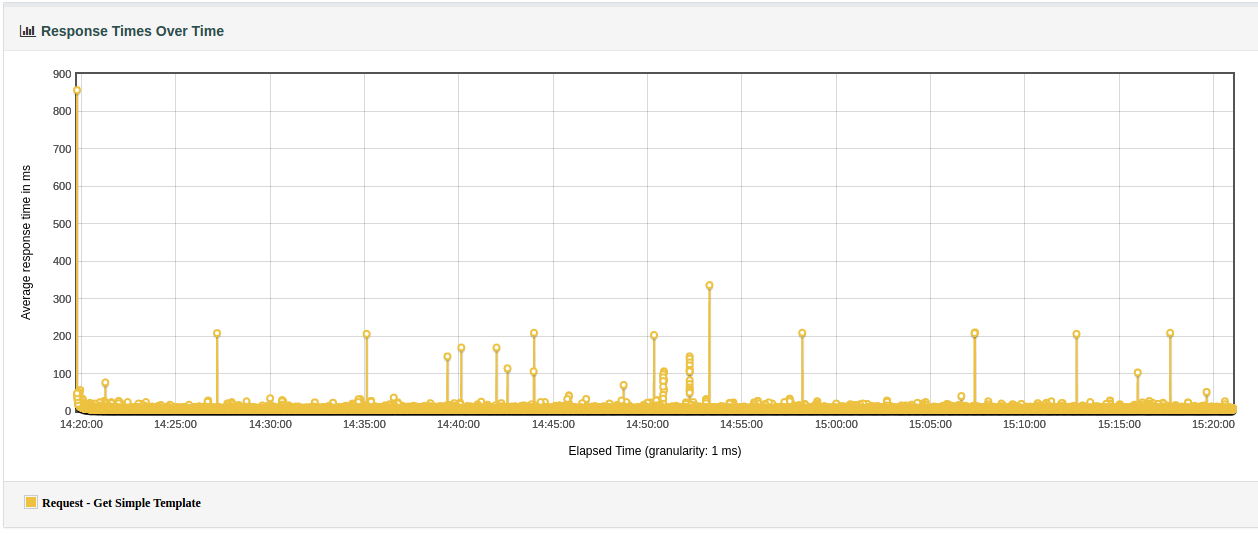 Response Times Over Time
900
800
700
600
500
400
300
200
100
0
Average response time in ms
14:20:00 14:25:00 14:30:00 14:35:00 14:40:00 14:45:00 14:50:00 14:55:00 15:00:00 15:05:00 15:10:00 15:15:00 15:20:00
Elapsed Time (granularity: 1 ms)
Request - Get Simple Template